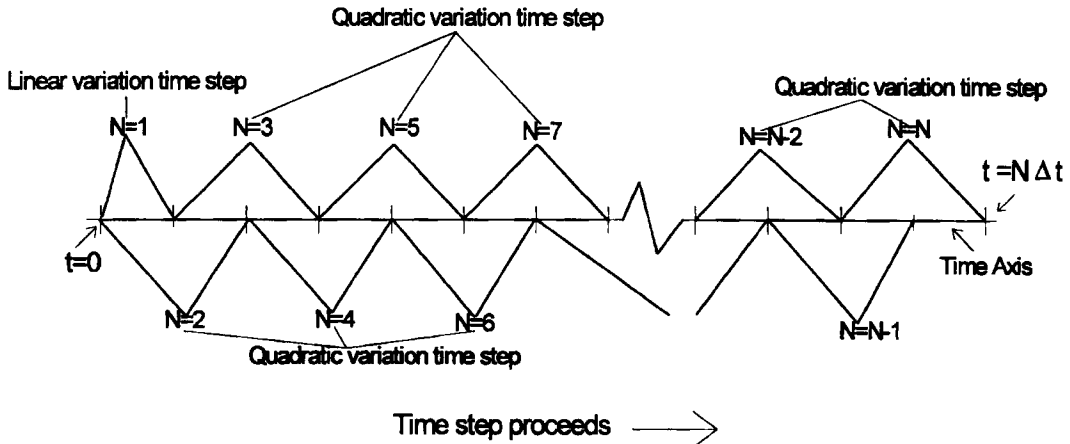 Quadratic variation time step
Linear variation time step
Quadratic variation time step
N=1
N=3
N=5
N=7
N=N-2
N=N
t=NΔt
t=0
Time Axis
N=2
N=4
N=6
N=N-1
Quadratic variation time step
Time step proceeds